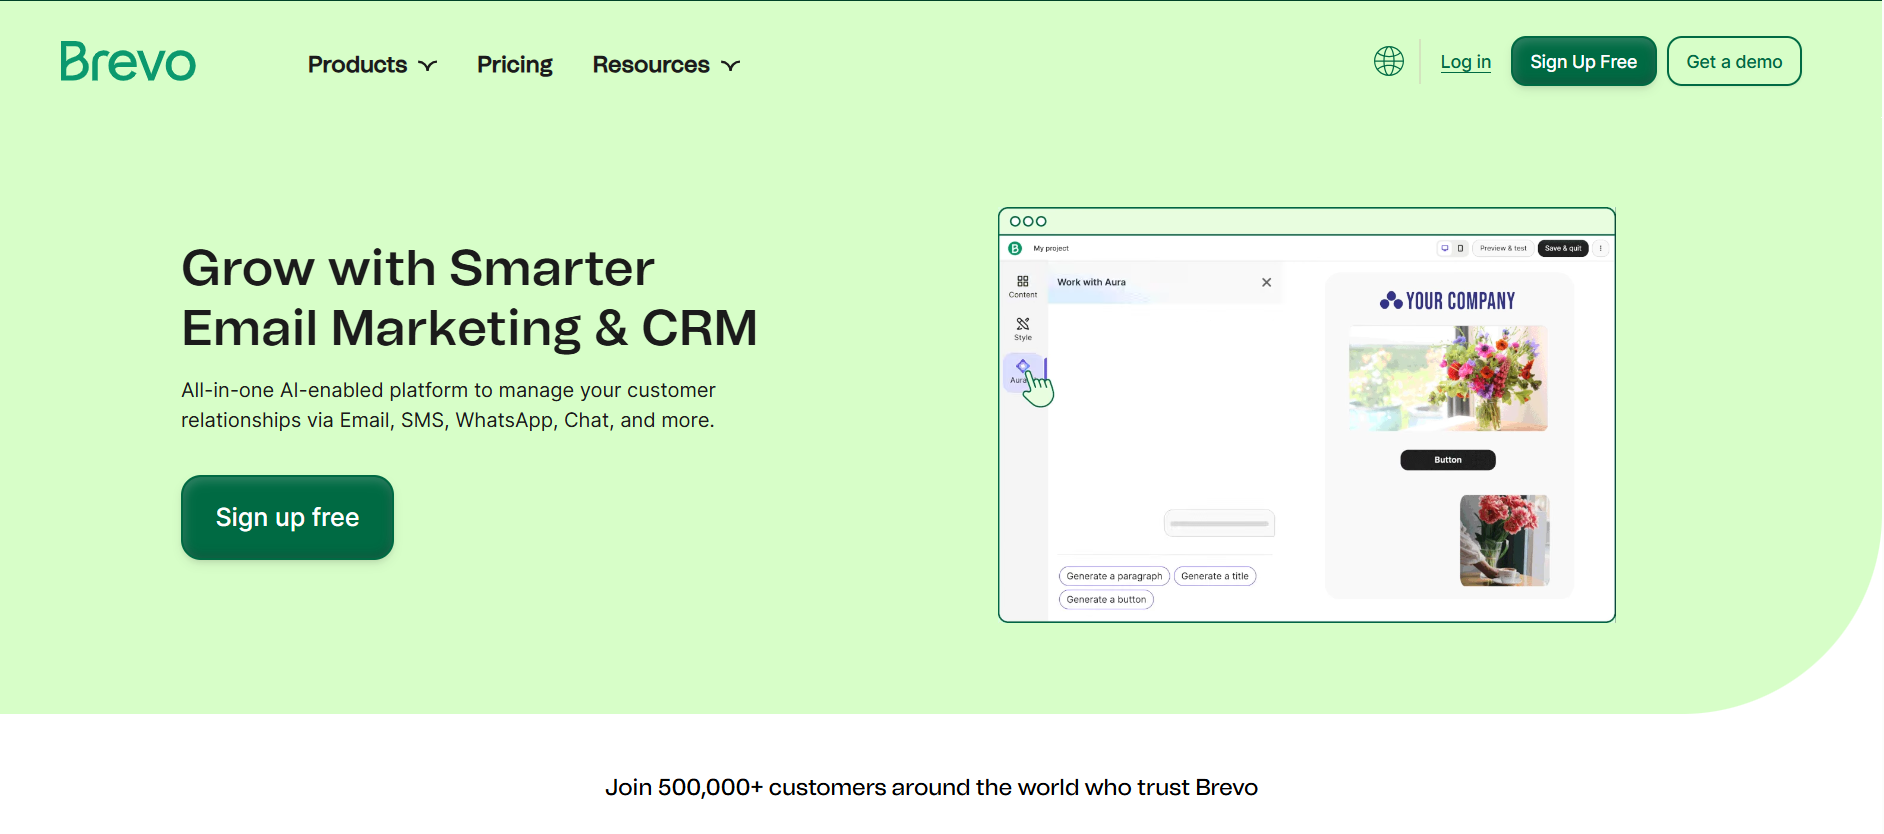 Brevo
Products
Pricing
Resources
Log in
Sign Up Free
Get a demo
Grow with Smarter
Email Marketing & CRM
All-in-one AI-enabled platform to manage your customer
relationships via Email, SMS, WhatsApp, Chat, and more.
Sign up free
B
My project
Preview & test
Save & quit
Content
Style
Aura
Work with Aura
Generate a paragraph
Generate a title
Generate a button
YOUR COMPANY
Button
Join 500,000+ customers around the world who trust Brevo